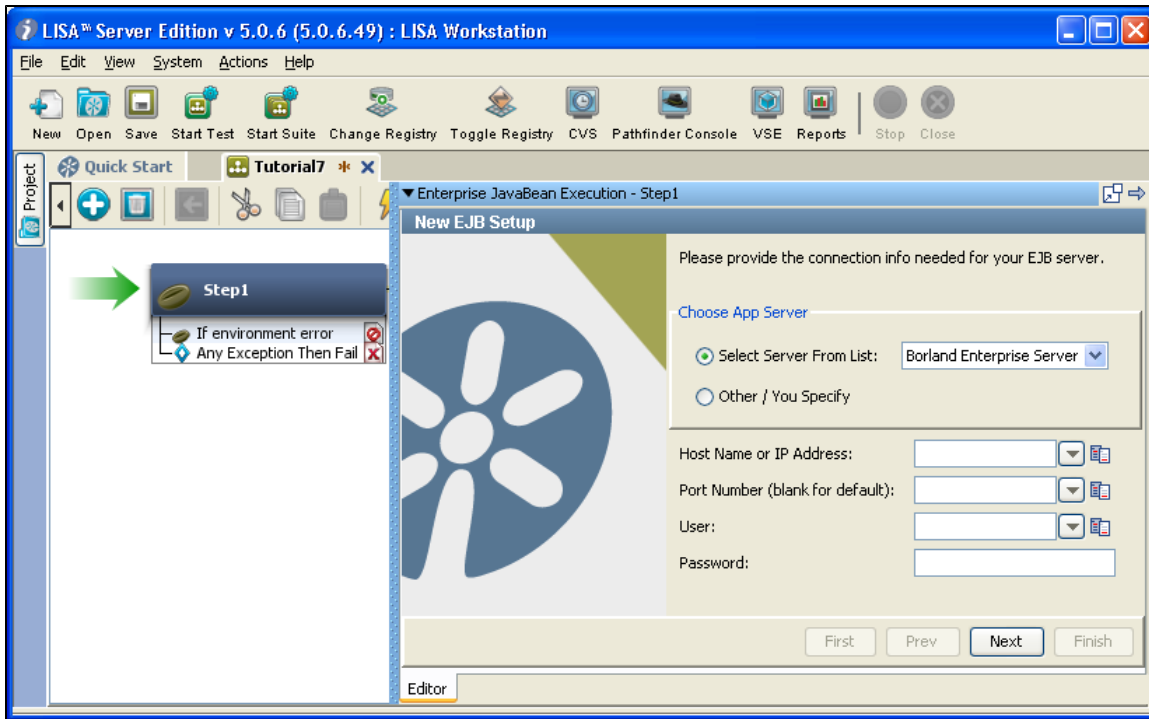 LISA™ Server Edition v 5.0.6 (5.0.6.49) : LISA Workstation
File Edit View System Actions Help
New Open Save Start Test Start Suite Change Registry Toggle Registry CVS Pathfinder Console VSE Reports Stop Close
Project
Quick Start Tutorial7 *
Enterprise JavaBean Execution - Step1
New EJB Setup
Please provide the connection info needed for your EJB server.
Step1
If environment error
Any Exception Then Fail
Choose App Server
Select Server From List: Borland Enterprise Server
Other / You Specify
Host Name or IP Address:
Port Number (blank for default):
User:
Password:
First Prev Next Finish
Editor